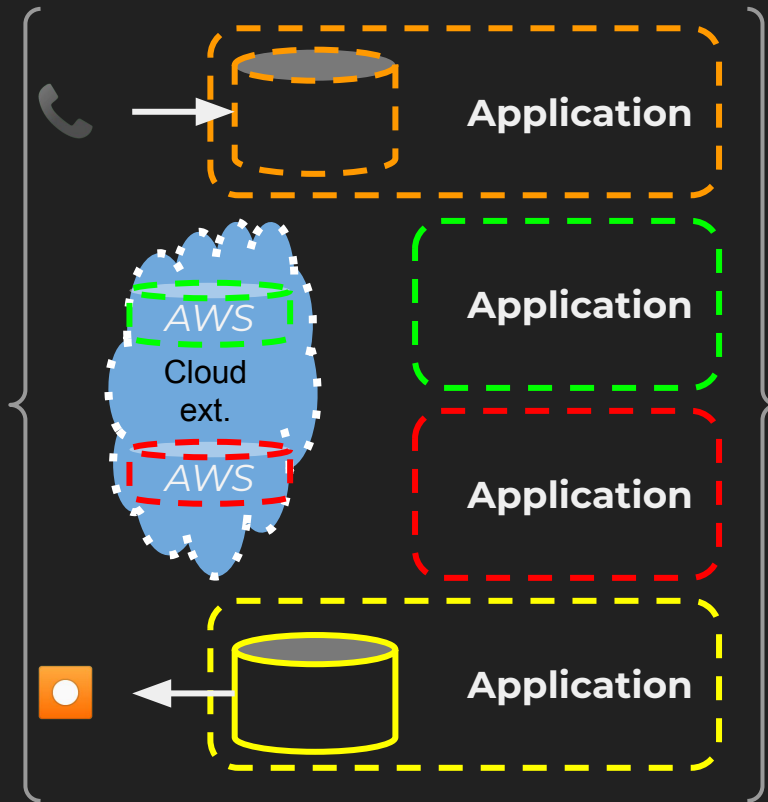 Application
Application
AWS
Cloud
ext.
AWS
Application
Application